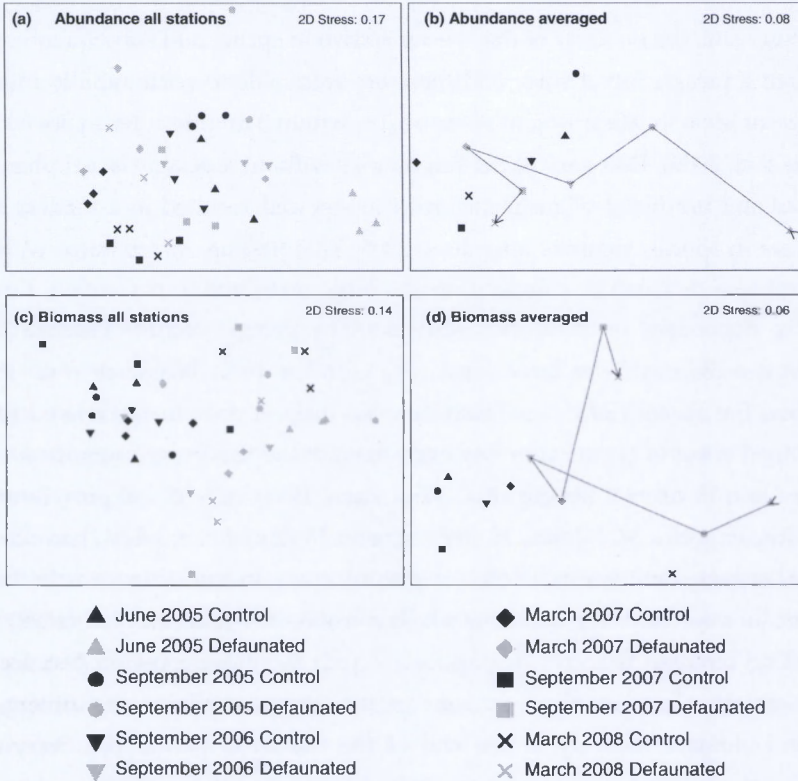 (a) Abundance all stations 2D Stress: 0.17
(b) Abundance averaged 2D Stress: 0.08
(c) Biomass all stations 2D Stress: 0.14
(d) Biomass averaged 2D Stress: 0.06
June 2005 Control
June 2005 Defaunated
September 2005 Control
September 2005 Defaunated
September 2006 Control
September 2006 Defaunated
March 2007 Control
March 2007 Defaunated
September 2007 Control
September 2007 Defaunated
March 2008 Control
March 2008 Defaunated